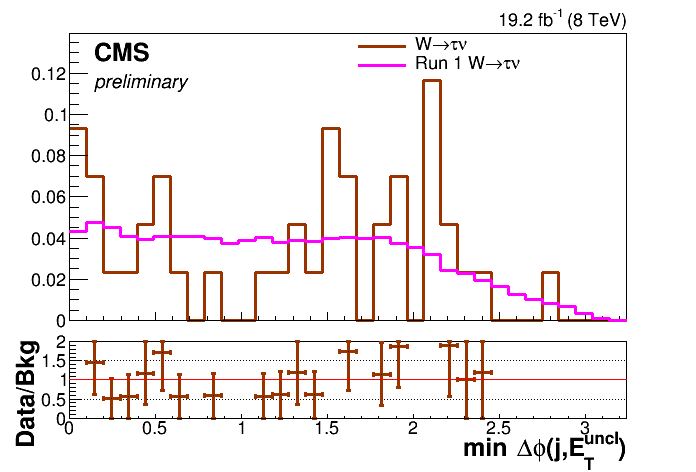 19.2 fb⁻¹ (8 TeV)
CMS
preliminary
W→τν
Run 1 W→τν
0.12
0.1
0.08
0.06
0.04
0.02
0
Data/Bkg
2
1.5
1
0.5
0
0 0.5 1 1.5 2 2.5 3
min Δϕ(j,E_T^uncl)